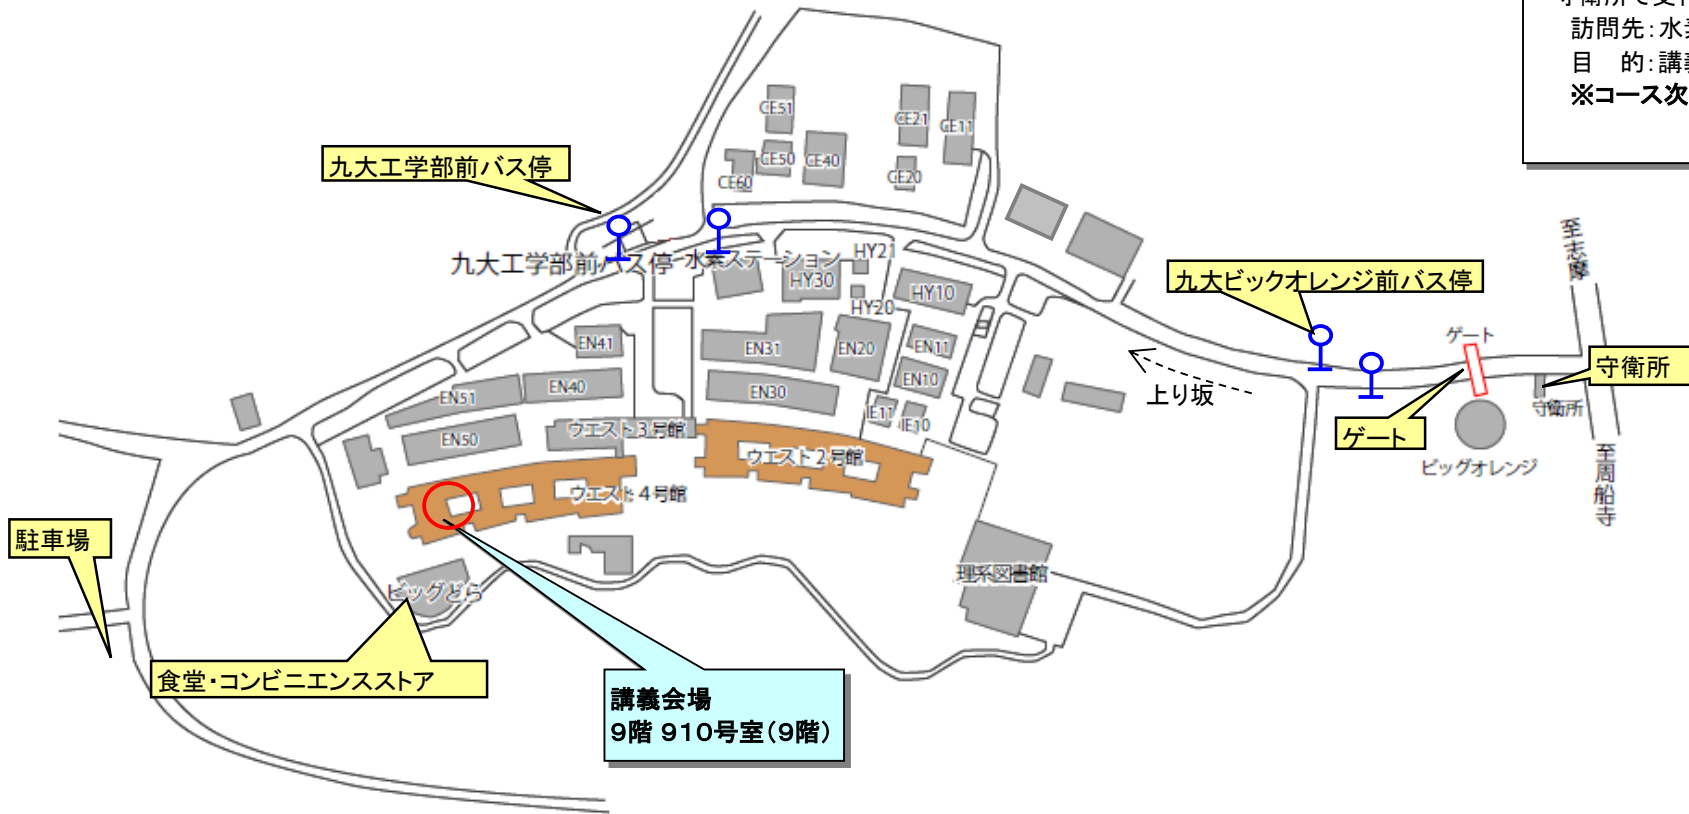 守衛所で受付
訪問先:水素
目 的:講義
※コース次
CE51
CE21
CE11
CE50
CE40
CE60
CE20
九大工学部前バス停
九大工学部前バス停
水素ステーション
HY21
HY30
HY20
HY10
至志摩
九大ビックオレンジ前バス停
ゲート
守衛所
守衛所
上り坂
ゲート
ビッグオレンジ
至周船寺
EN41
EN31
EN20
EN11
EN10
EN40
EN30
EN51
IE11
IE10
EN50
ウエスト3号館
ウエスト2号館
ウエスト4号館
駐車場
理系図書館
ビッグどら
食堂・コンビニエンスストア
講義会場
9階 910号室(9階)